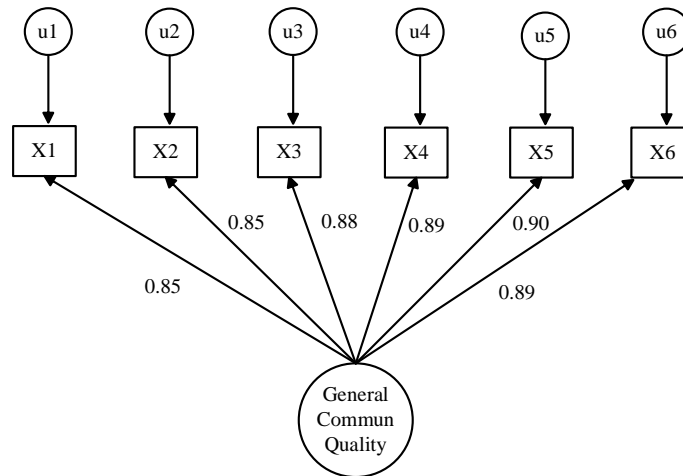 u1
u2
u3
u4
u5
u6
X1
X2
X3
X4
X5
X6
0.85
0.88
0.89
0.90
0.85
0.89
General
Commun
Quality